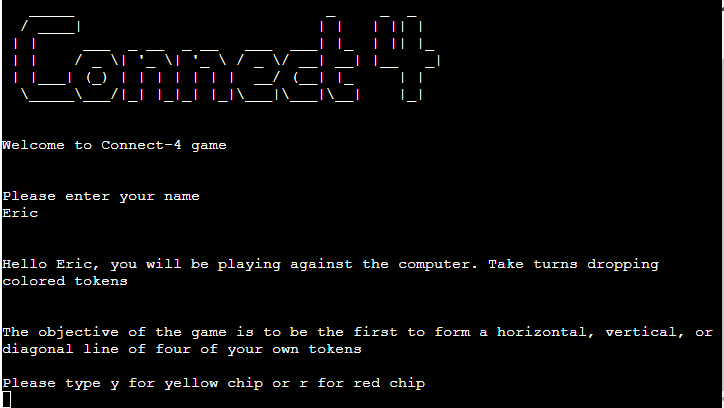 Connect 4
Welcome to Connect-4 game
Please enter your name
Eric
Hello Eric, you will be playing against the computer. Take turns dropping
colored tokens
The objective of the game is to be the first to form a horizontal, vertical, or
diagonal line of four of your own tokens
Please type y for yellow chip or r for red chip